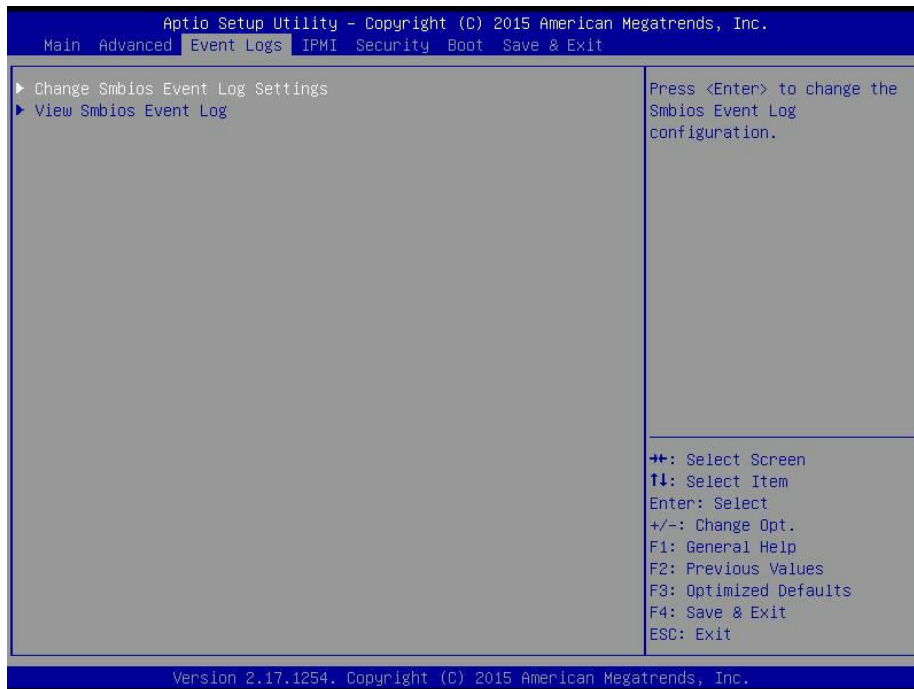 Aptio Setup Utility – Copyright (C) 2015 American Megatrends, Inc.
Main Advanced Event Logs IPMI Security Boot Save & Exit
▶ Change Smbios Event Log Settings
▶ View Smbios Event Log
Press <Enter> to change the
Smbios Event Log
configuration.
→←: Select Screen
↑↓: Select Item
Enter: Select
+/-: Change Opt.
F1: General Help
F2: Previous Values
F3: Optimized Defaults
F4: Save & Exit
ESC: Exit
Version 2.17.1254. Copyright (C) 2015 American Megatrends, Inc.